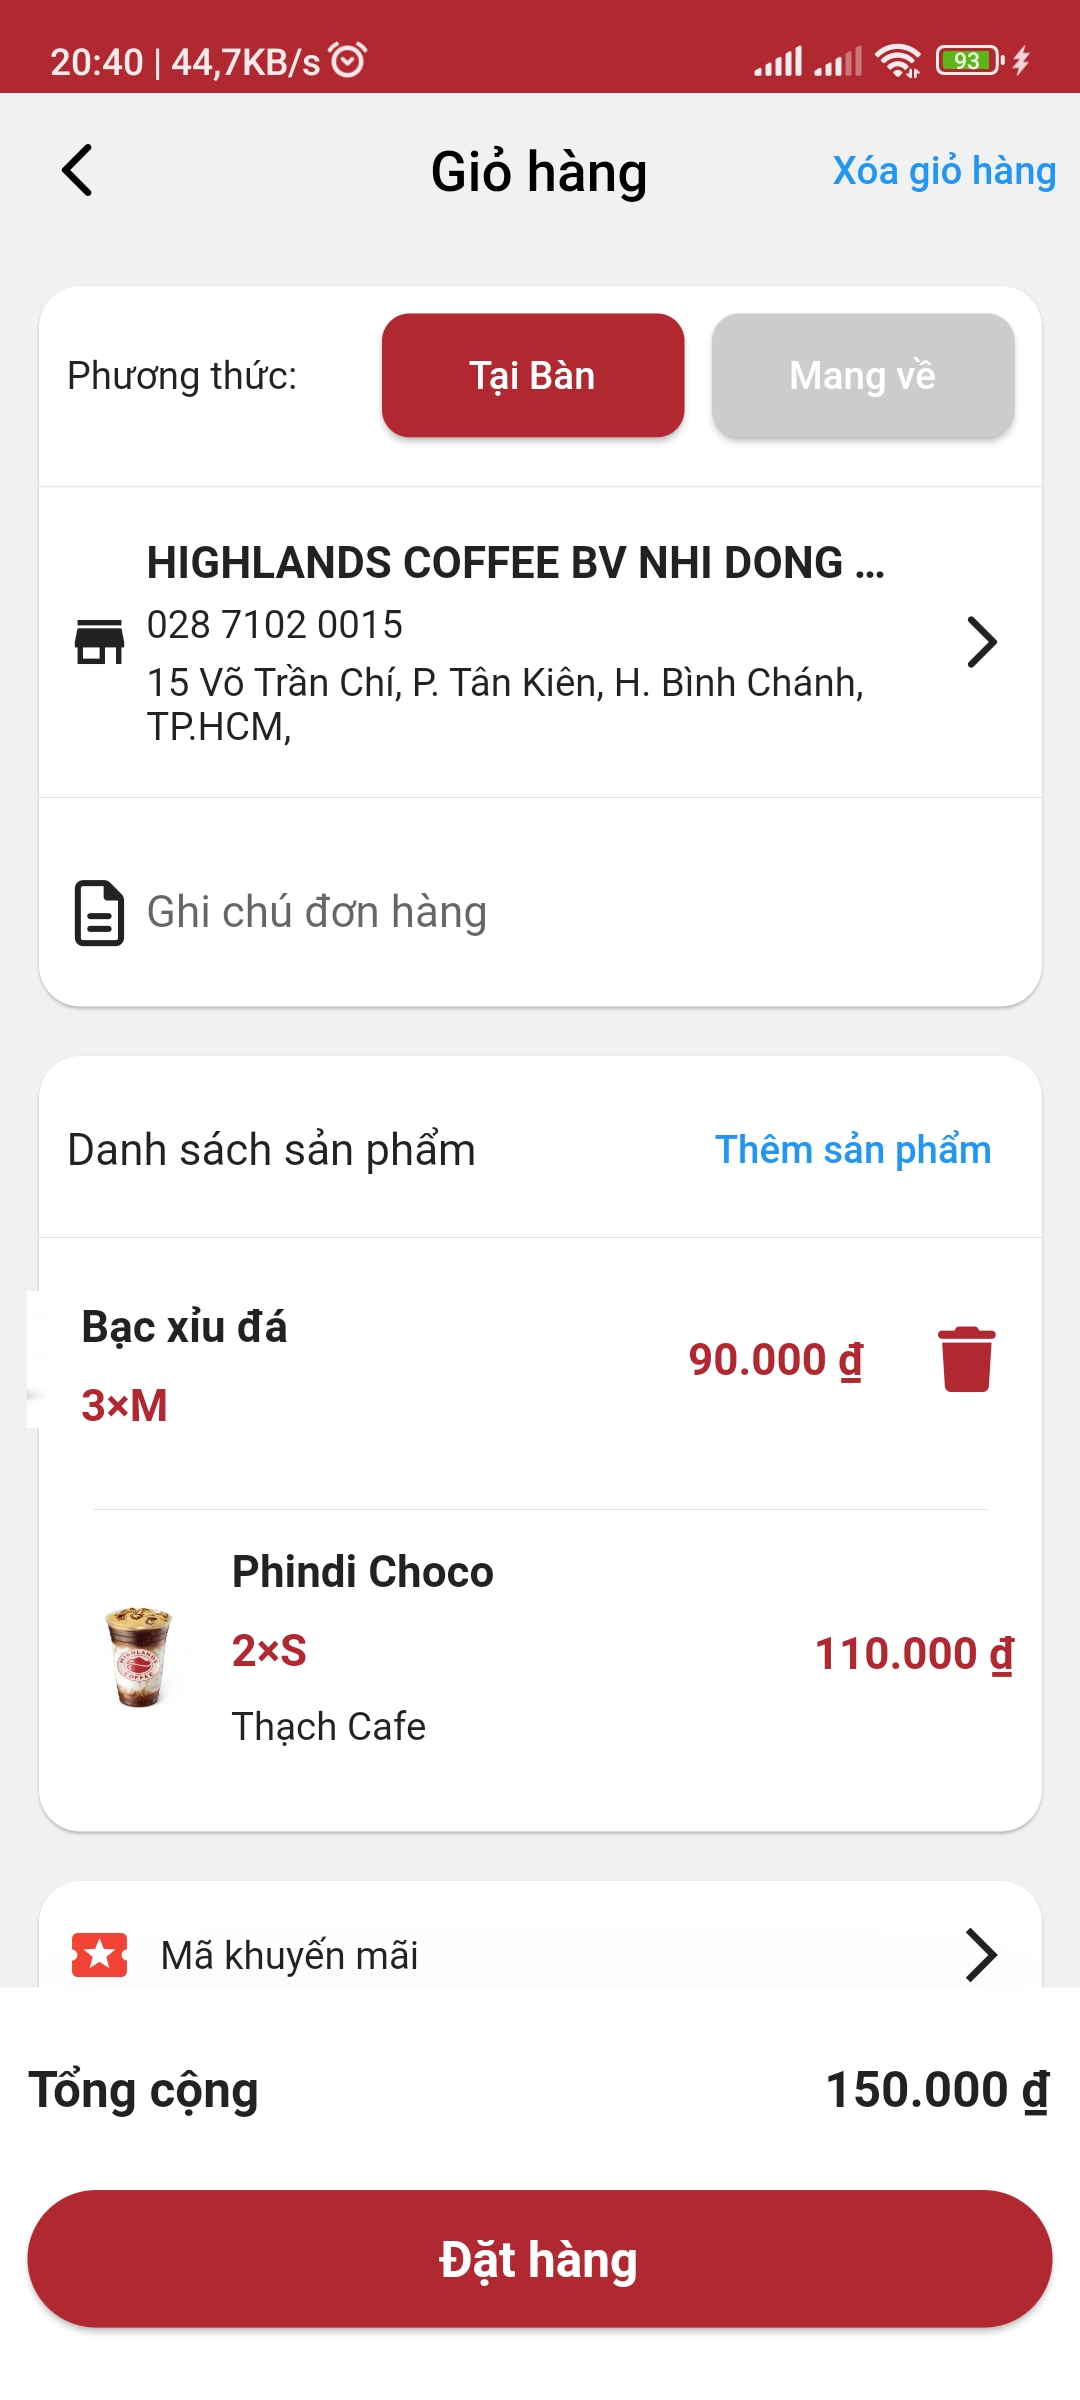 20:40 | 44,7KB/s
93
Giỏ hàng
Xóa giỏ hàng
Phương thức:
Tại Bàn
Mang về
HIGHLANDS COFFEE BV NHI DONG ...
028 7102 0015
15 Võ Trần Chí, P. Tân Kiên, H. Bình Chánh,
TP.HCM,
Ghi chú đơn hàng
Danh sách sản phẩm
Thêm sản phẩm
Bạc xỉu đá
3×M
90.000 ₫
Phindi Choco
2×S
Thạch Cafe
110.000 ₫
HIGHLANDS
COFFEE
Mã khuyến mãi
Tổng cộng
150.000 ₫
Đặt hàng